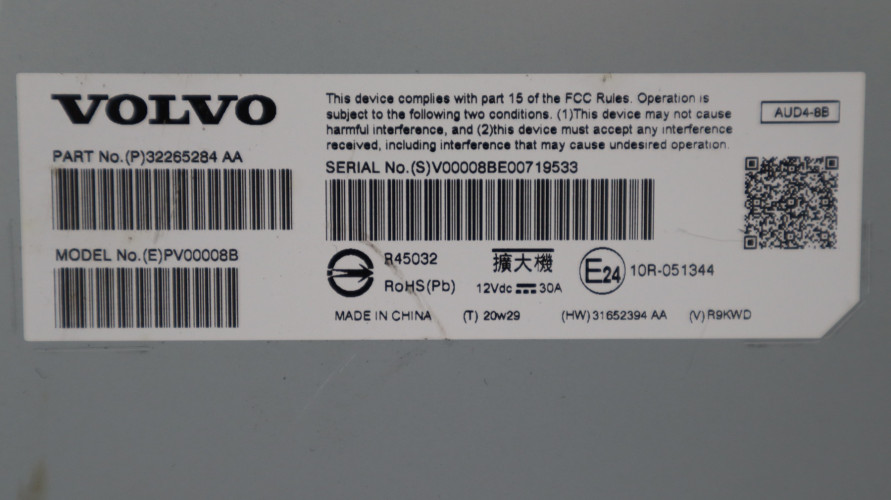 VOLVO
PART No.(P)32265284 AA
MODEL No.(E)PV00008B
This device complies with part 15 of the FCC Rules. Operation is
subject to the following two conditions. (1)This device may not cause
harmful interference, and (2)this device must accept any interference
received, including interference that may cause undesired operation.
SERIAL No.(S)V00008BE00719533
AUD4-8B
R45032
RoHS(Pb)
擴大機
12Vdc 30A
E24
10R-051344
MADE IN CHINA (T) 20w29 (HW)31652394 AA (V)R9KWD